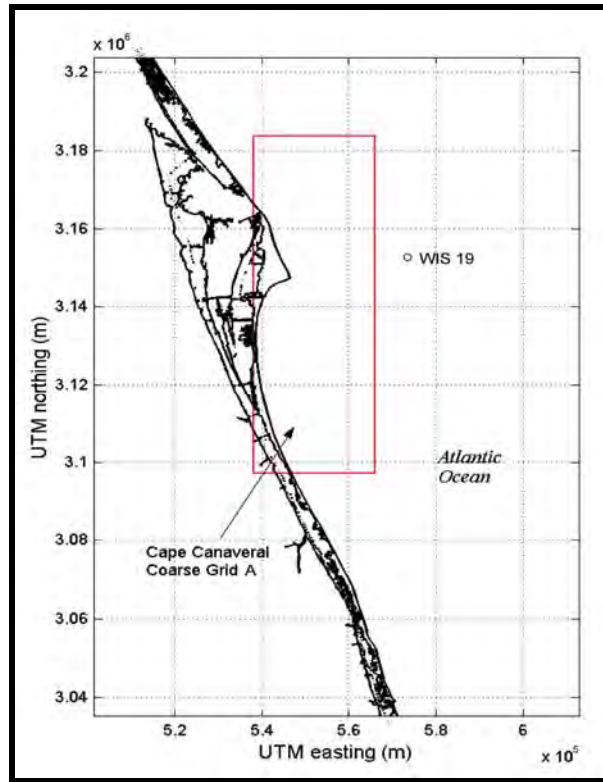 x 10⁶
3.2
3.18
3.16
3.14
3.12
3.1
3.08
3.06
3.04
UTM northing (m)
WIS 19
Atlantic
Ocean
Cape Canaveral
Coarse Grid A
5.2
5.4
5.6
5.8
6
UTM easting (m)
x 10⁵